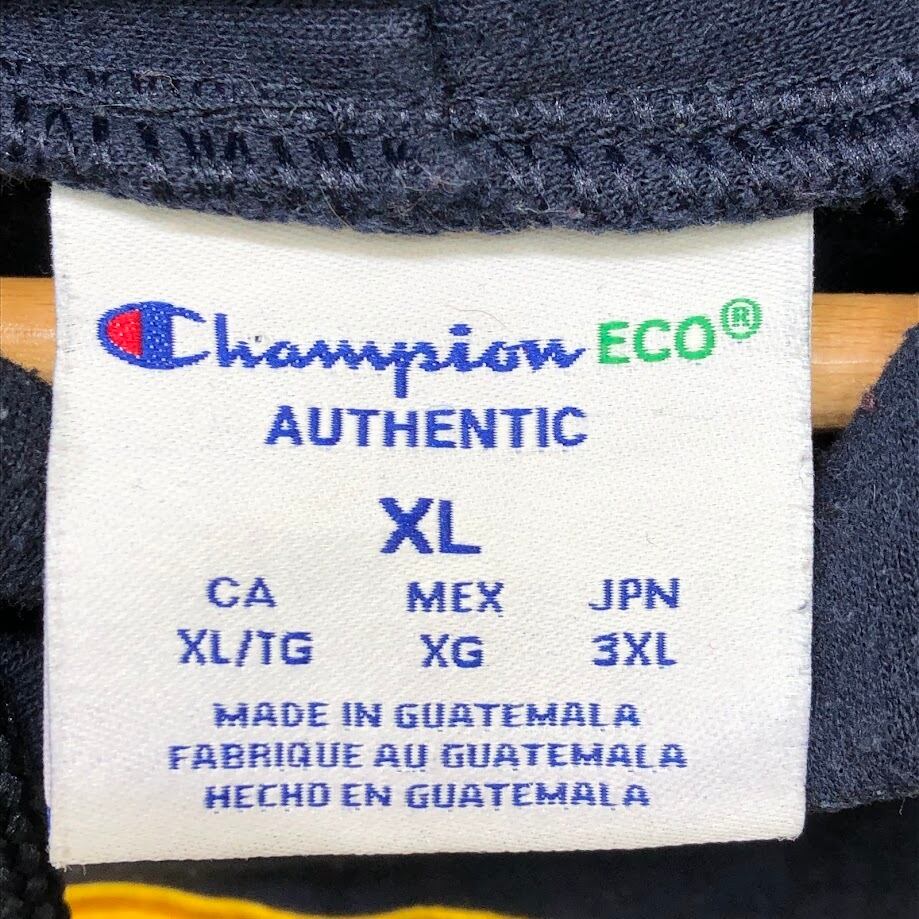 Champion ECO®
AUTHENTIC
XL
CA MEX JPN
XL/TG XG 3XL
MADE IN GUATEMALA
FABRIQUE AU GUATEMALA
HECHO EN GUATEMALA